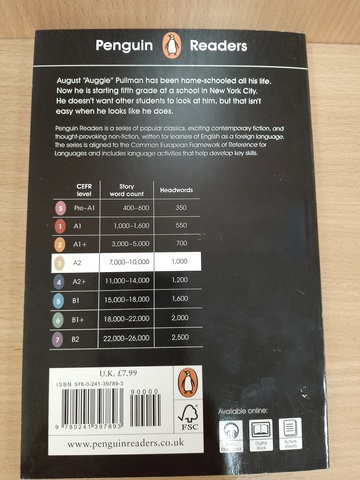 Penguin Readers
August "Auggie" Pullman has been home-schooled all his life.
Now he is starting fifth grade at a school in New York City.
He doesn't want other students to look at him, but that isn't
easy when he looks like he does.
Penguin Readers is a series of popular classics, exciting contemporary fiction, and
thought-provoking non-fiction, written for learners of English as a foreign language.
The series is aligned to the Common European Framework of Reference for
Languages and includes language activities that help develop key skills.
CEFR level Story word count Headwords
S Pre-A1 400-600 350
1 A1 1,000-1,600 550
2 A1+ 3,000-5,000 700
3 A2 7,000-10,000 1,000
4 A2+ 11,000-14,000 1,200
5 B1 15,000-18,000 1,600
6 B1+ 18,000-22,000 2,000
7 B2 22,000-26,000 2,500
U.K. £7.99
ISBN 978-0-241-39789-3
90000
9 780241 397893
FSC
www.penguinreaders.co.uk
Available online:
Digital Book
Activity Sheets